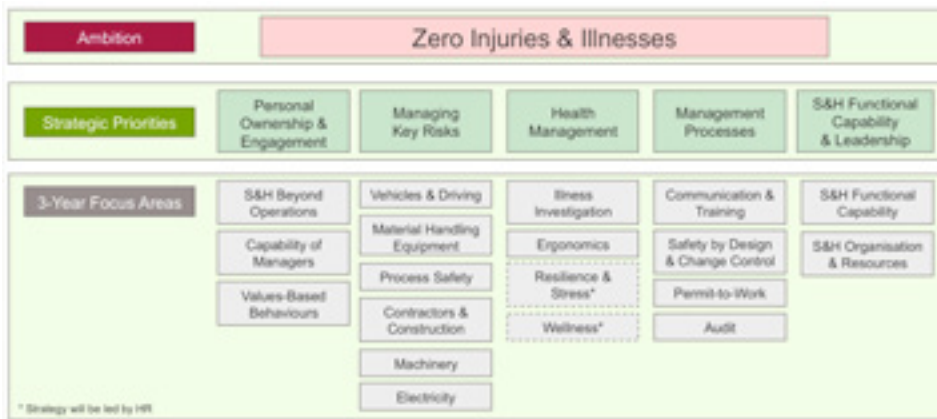 Ambition
Zero Injuries & Illnesses
Strategic Priorities
Personal
Ownership &
Engagement
Managing
Key Risks
Health
Management
Management
Processes
S&H Functional
Capability
& Leadership
3-Year Focus Areas
S&H Beyond
Operations
Capability of
Managers
Values-Based
Behaviours
Vehicles & Driving
Material Handling
Equipment
Process Safety
Contractors &
Construction
Machinery
Electricity
Illness
Investigation
Ergonomics
Resilience &
Stress*
Wellness*
Communication &
Training
Safety by Design
& Change Control
Permit-to-Work
Audit
S&H Functional
Capability
S&H Organisation
& Resources
* Strategy will be led by HR